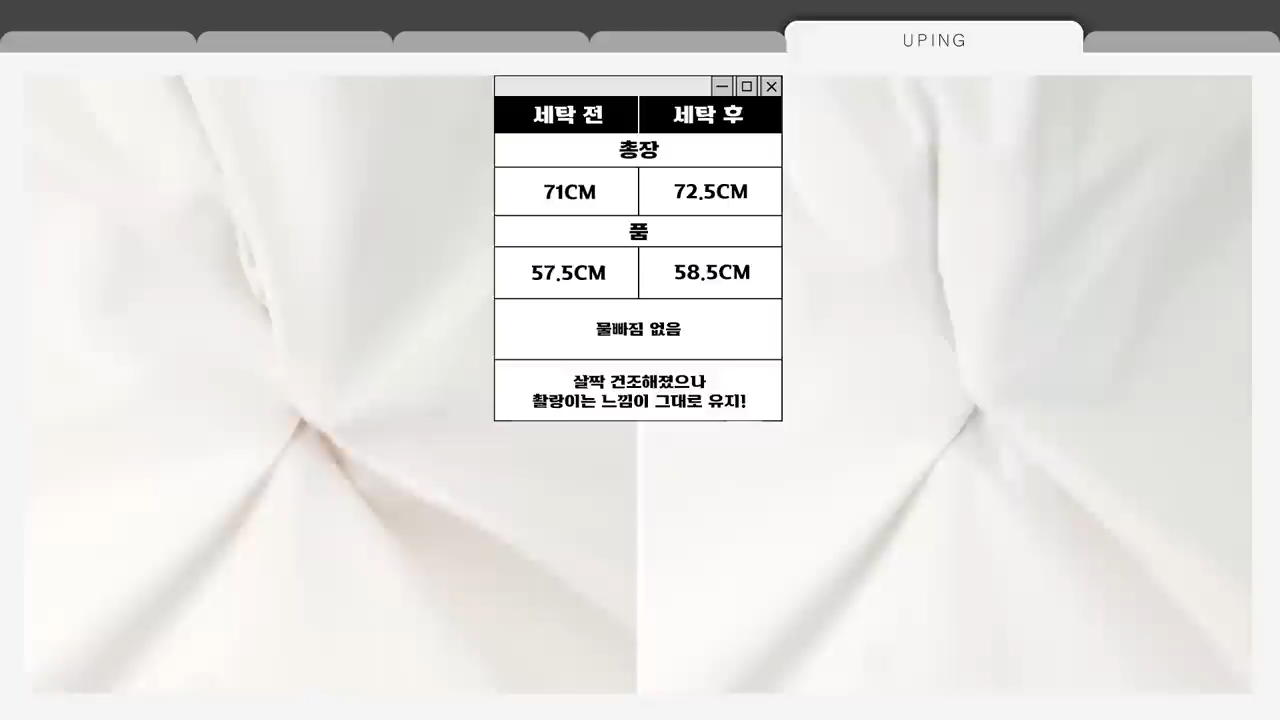 UPING
세탁 전 세탁 후
총장
71CM 72.5CM
품
57.5CM 58.5CM
물빠짐 없음
살짝 건조해졌으나
촬랑이는 느낌이 그대로 유지!